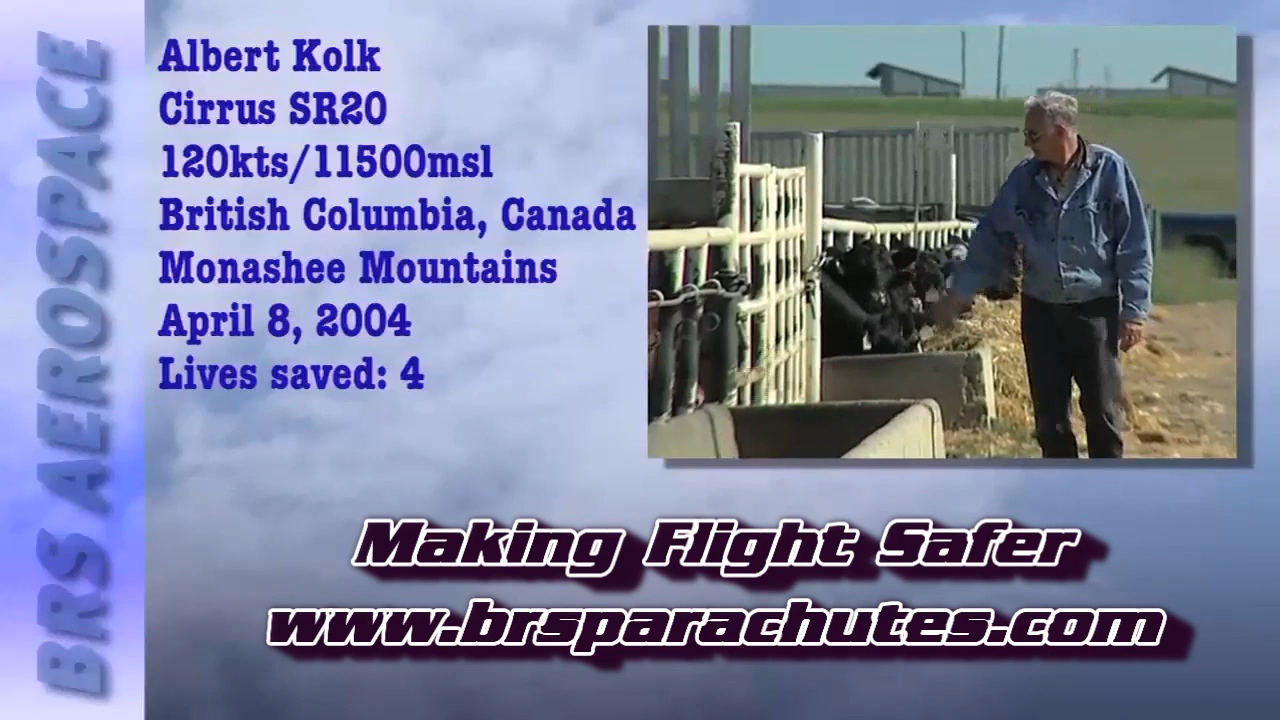 BRS AEROSPACE
Albert Kolk
Cirrus SR20
120kts/11500msl
British Columbia, Canada
Monashee Mountains
April 8, 2004
Lives saved: 4
Making Flight Safer
www.brsparachutes.com